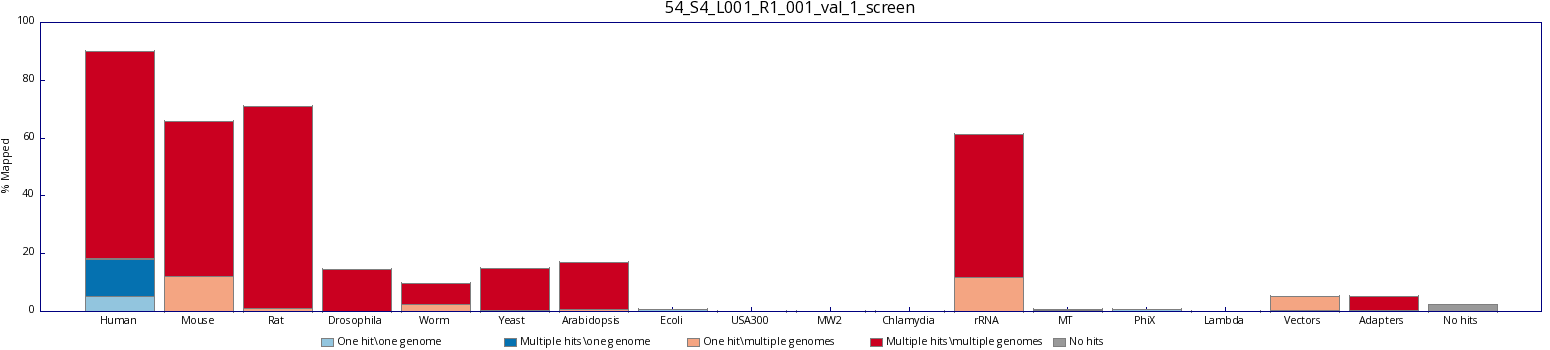 54_S4_L001_R1_001_val_1_screen
% Mapped
100
80
60
40
20
0
Human Mouse Rat Drosophila Worm Yeast Arabidopsis Ecoli USA300 MW2 Chlamydia rRNA MT PhiX Lambda Vectors Adapters No hits
One hit\one genome Multiple hits\one genome One hit\multiple genomes Multiple hits\multiple genomes No hits